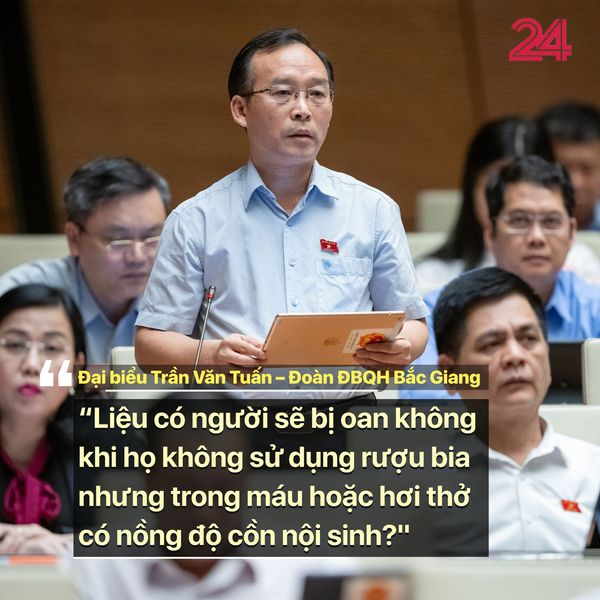 24
Đại biểu Trần Văn Tuấn – Đoàn ĐBQH Bắc Giang
“Liệu có người sẽ bị oan không
khi họ không sử dụng rượu bia
nhưng trong máu hoặc hơi thở
có nồng độ cồn nội sinh?"